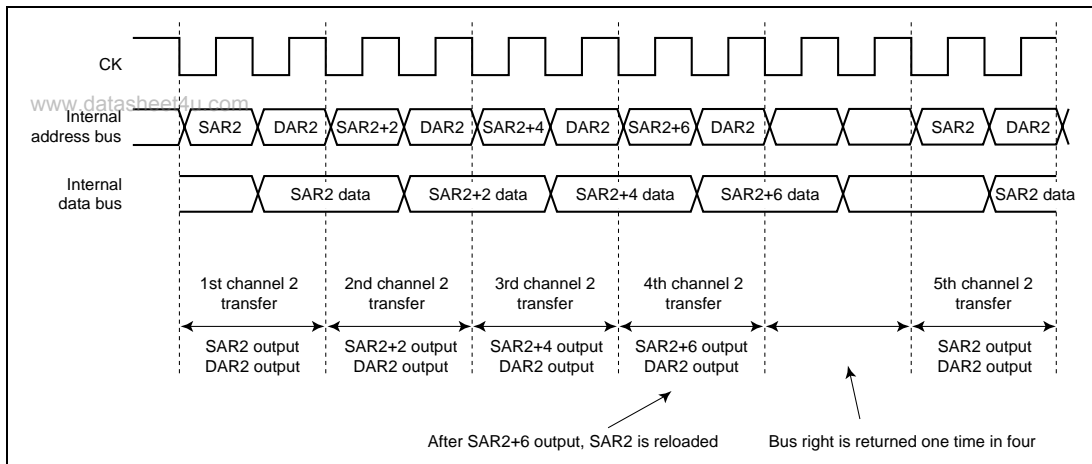 CK
www.datasheet4u.com
Internal
address bus
SAR2 DAR2 SAR2+2 DAR2 SAR2+4 DAR2 SAR2+6 DAR2 SAR2 DAR2
Internal
data bus
SAR2 data SAR2+2 data SAR2+4 data SAR2+6 data SAR2 data
1st channel 2
transfer
2nd channel 2
transfer
3rd channel 2
transfer
4th channel 2
transfer
5th channel 2
transfer
SAR2 output
DAR2 output
SAR2+2 output
DAR2 output
SAR2+4 output
DAR2 output
SAR2+6 output
DAR2 output
SAR2 output
DAR2 output
After SAR2+6 output, SAR2 is reloaded
Bus right is returned one time in four